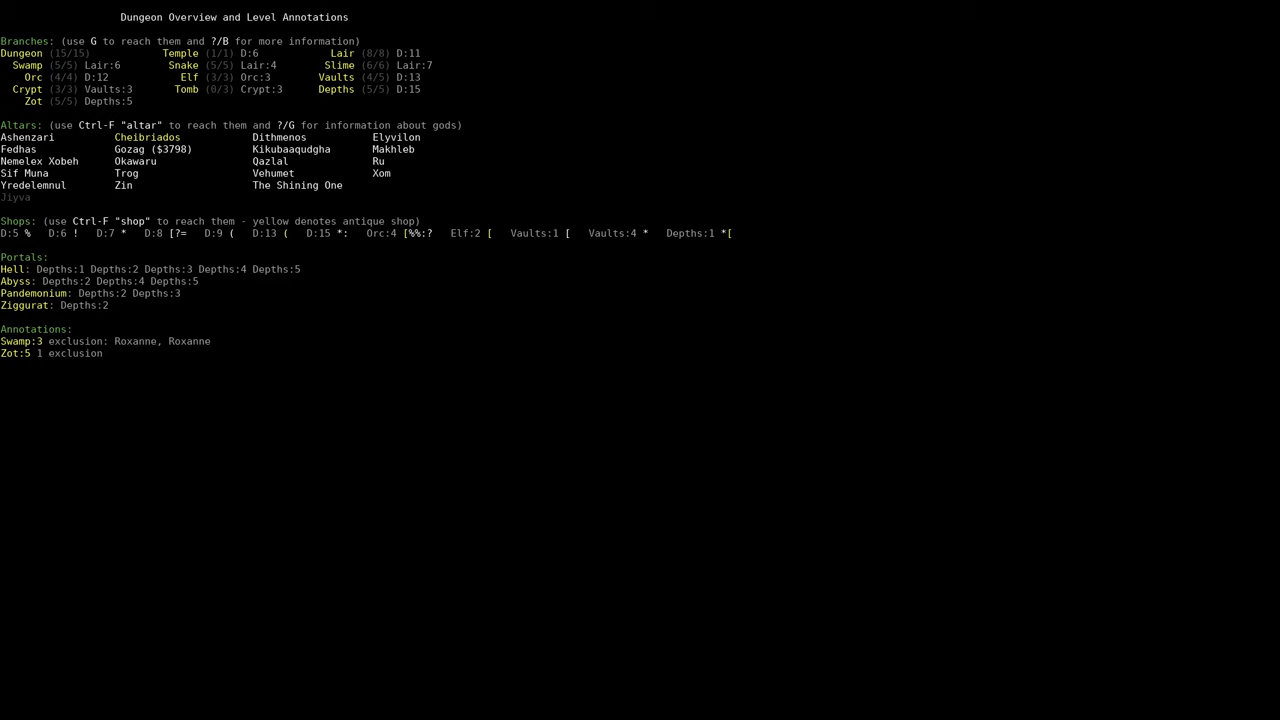 Dungeon Overview and Level Annotations
Branches: (use G to reach them and ?/B for more information)
Dungeon (15/15) Temple (1/1) D:6 Lair (8/8) D:11
Swamp (5/5) Lair:6 Snake (5/5) Lair:4 Slime (6/6) Lair:7
Orc (4/4) D:12 Elf (3/3) Orc:3 Vaults (4/5) D:13
Crypt (3/3) Vaults:3 Tomb (0/3) Crypt:3 Depths (5/5) D:15
Zot (5/5) Depths:5
Altars: (use Ctrl-F "altar" to reach them and ?/G for information about gods)
Ashenzari Cheibriados Dithmenos Elyvilon
Fedhas Gozag ($3798) Kikubaaqudgha Makhleb
Nemelex Xobeh Okawaru Qazlal Ru
Sif Muna Trog Vehumet Xom
Yredelemnul Zin The Shining One
Jiyva
Shops: (use Ctrl-F "shop" to reach them - yellow denotes antique shop)
D:5 % D:6 ! D:7 * D:8 [?= D:9 ( D:13 ( D:15 *: Orc:4 [%%:? Elf:2 [ Vaults:1 [ Vaults:4 * Depths:1 *[
Portals:
Hell: Depths:1 Depths:2 Depths:3 Depths:4 Depths:5
Abyss: Depths:2 Depths:4 Depths:5
Pandemonium: Depths:2 Depths:3
Ziggurat: Depths:2
Annotations:
Swamp:3 exclusion: Roxanne, Roxanne
Zot:5 1 exclusion